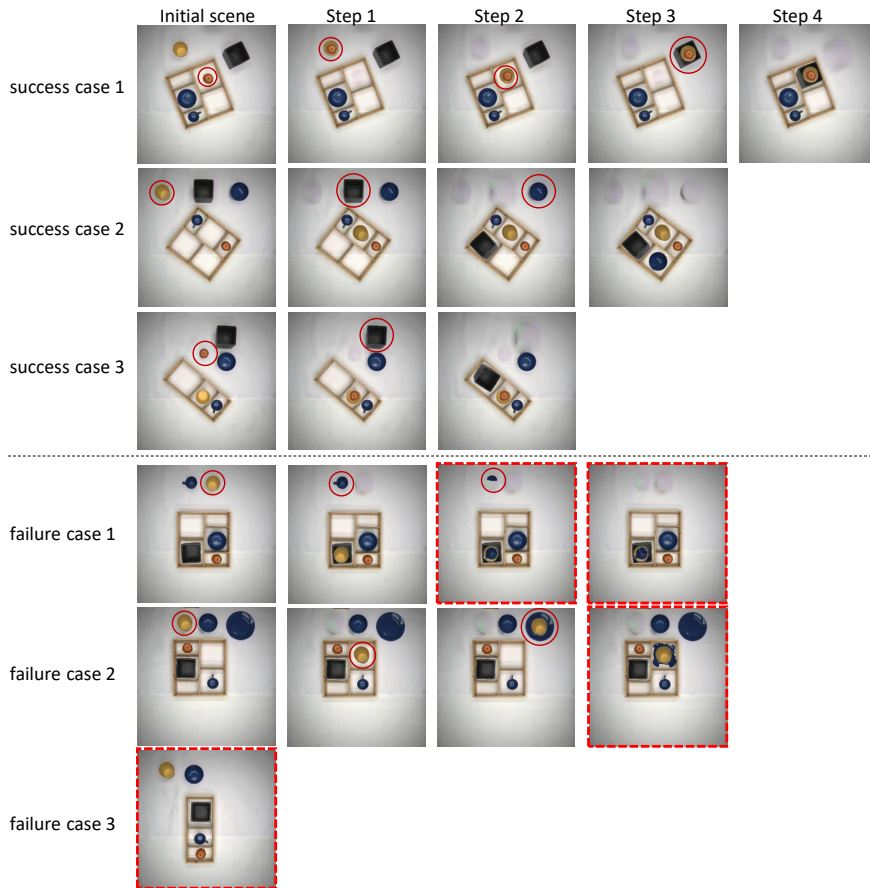 Initial scene Step 1 Step 2 Step 3 Step 4
success case 1
success case 2
success case 3
failure case 1
failure case 2
failure case 3